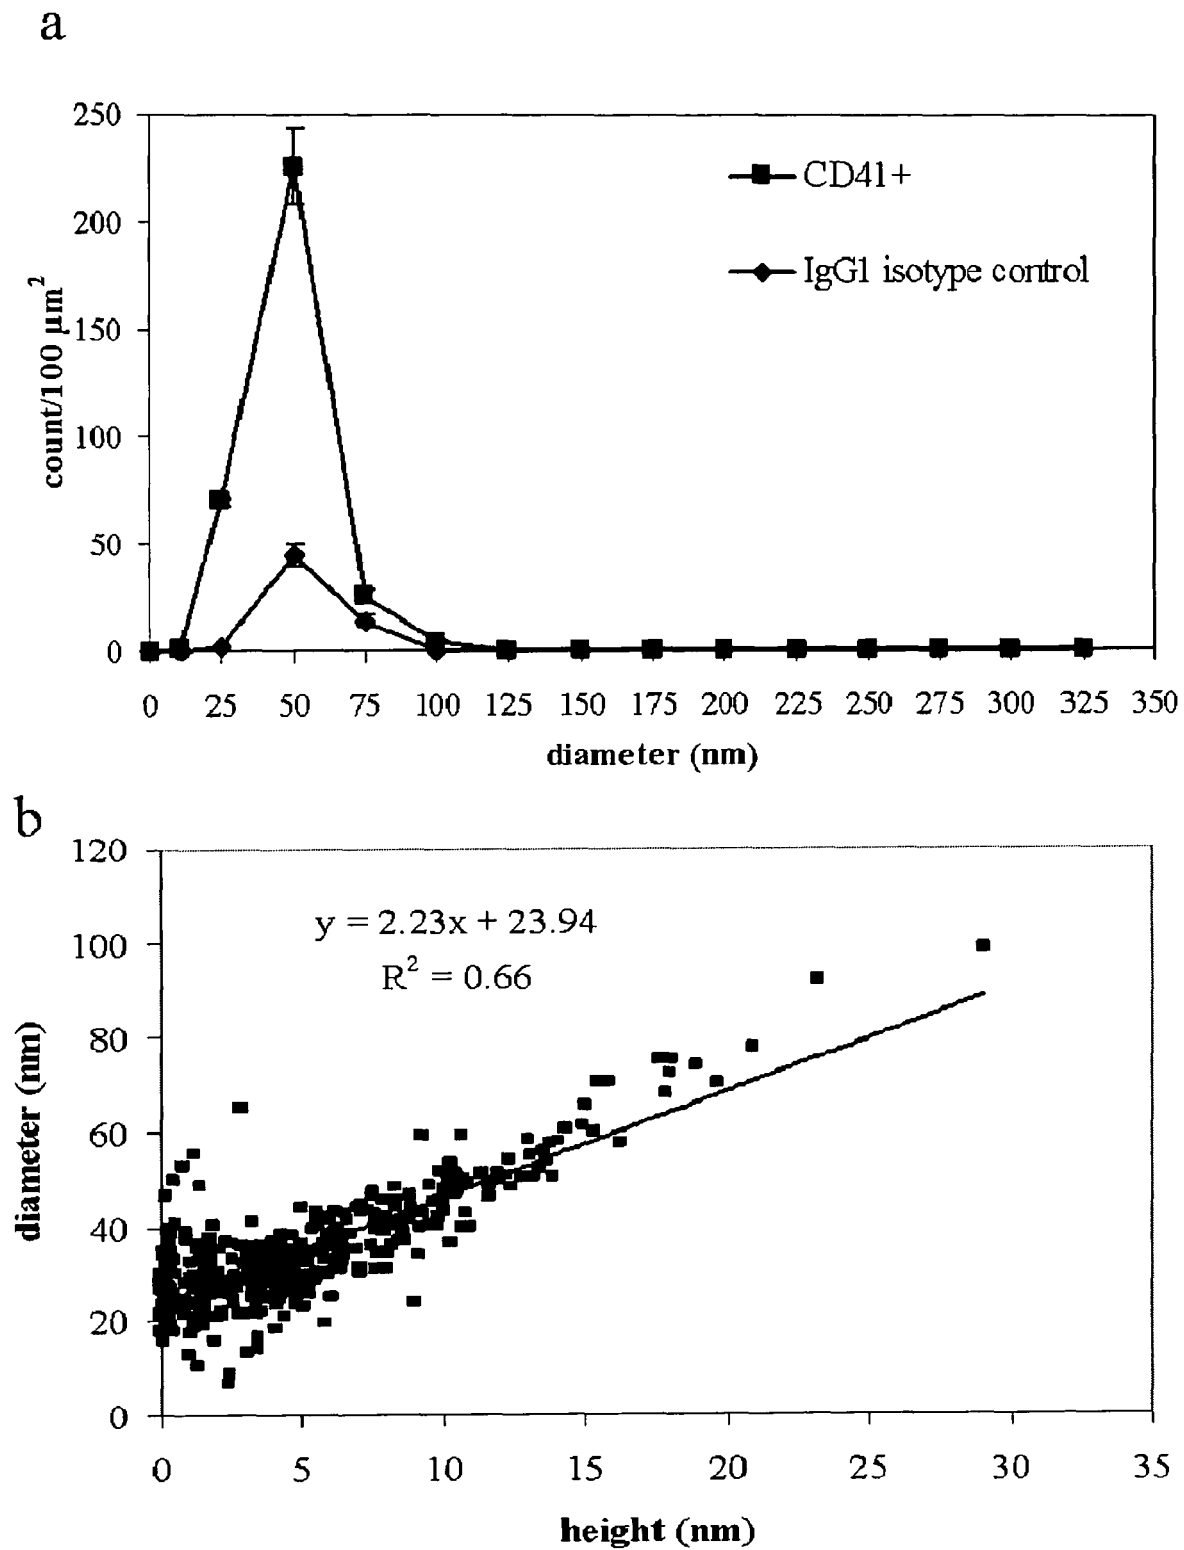 a
250
200
150
100
50
0
count/100 μm²
CD41+
IgG1 isotype control
0 25 50 75 100 125 150 175 200 225 250 275 300 325 350
diameter (nm)
b
120
100
80
60
40
20
0
diameter (nm)
y = 2.23x + 23.94
R² = 0.66
0 5 10 15 20 25 30 35
height (nm)